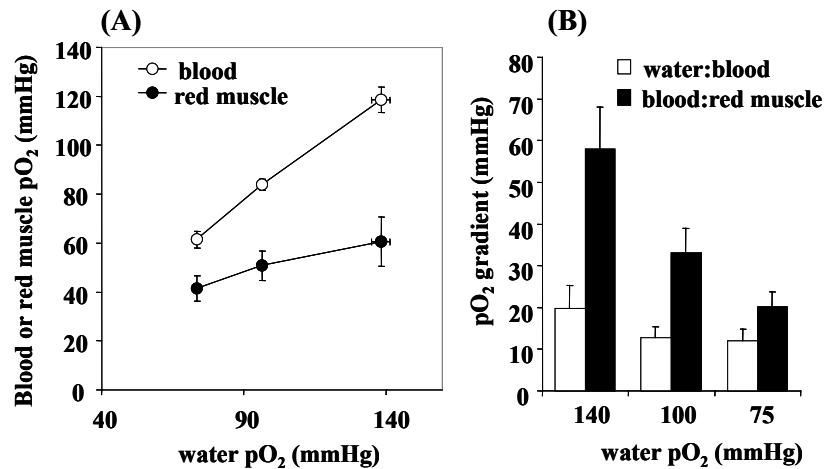 (A)
140
120
100
80
60
40
20
0
Blood or red muscle pO₂ (mmHg)
blood
red muscle
40
90
140
water pO₂ (mmHg)
(B)
80
70
60
50
40
30
20
10
0
pO₂ gradient (mmHg)
water:blood
blood:red muscle
140
100
75
water pO₂ (mmHg)